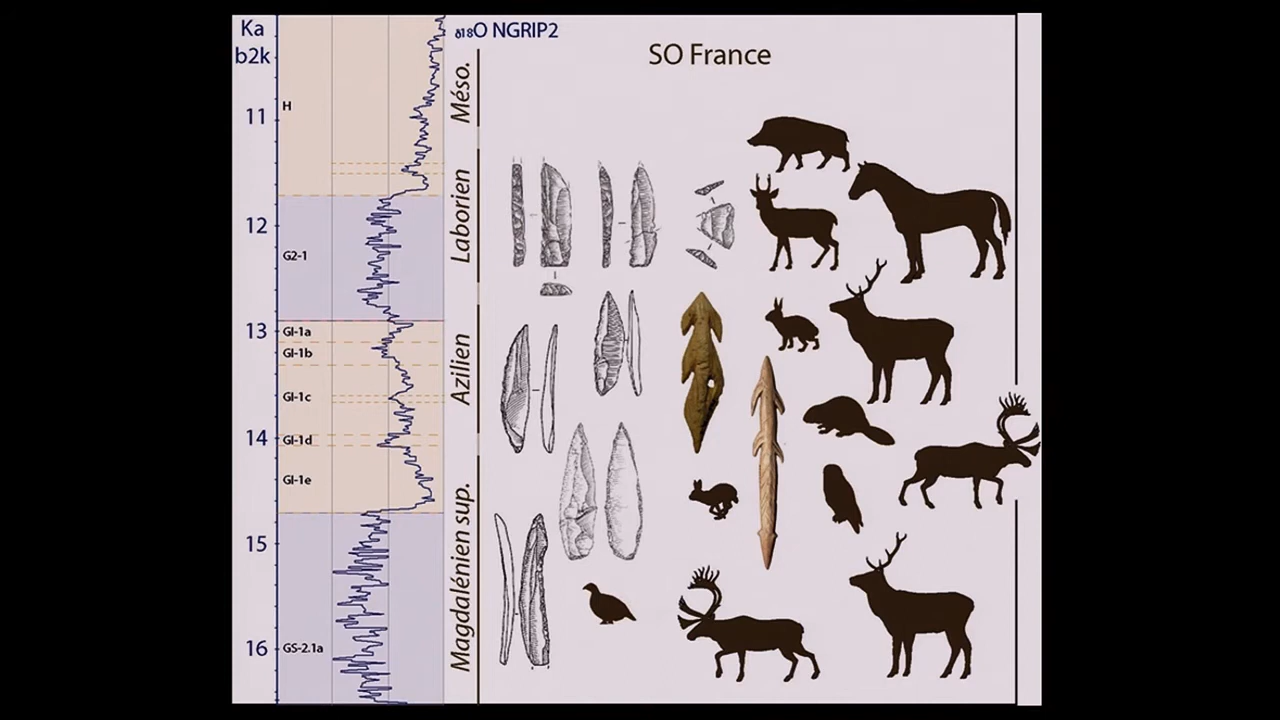 Ka
b2k
δ18O NGRIP2
SO France
11
12
13
14
15
16
H
G2-1
GI-1a
GI-1b
GI-1c
GI-1d
GI-1e
GS-2.1a
Méso.
Laborien
Azilien
Magdalénien sup.